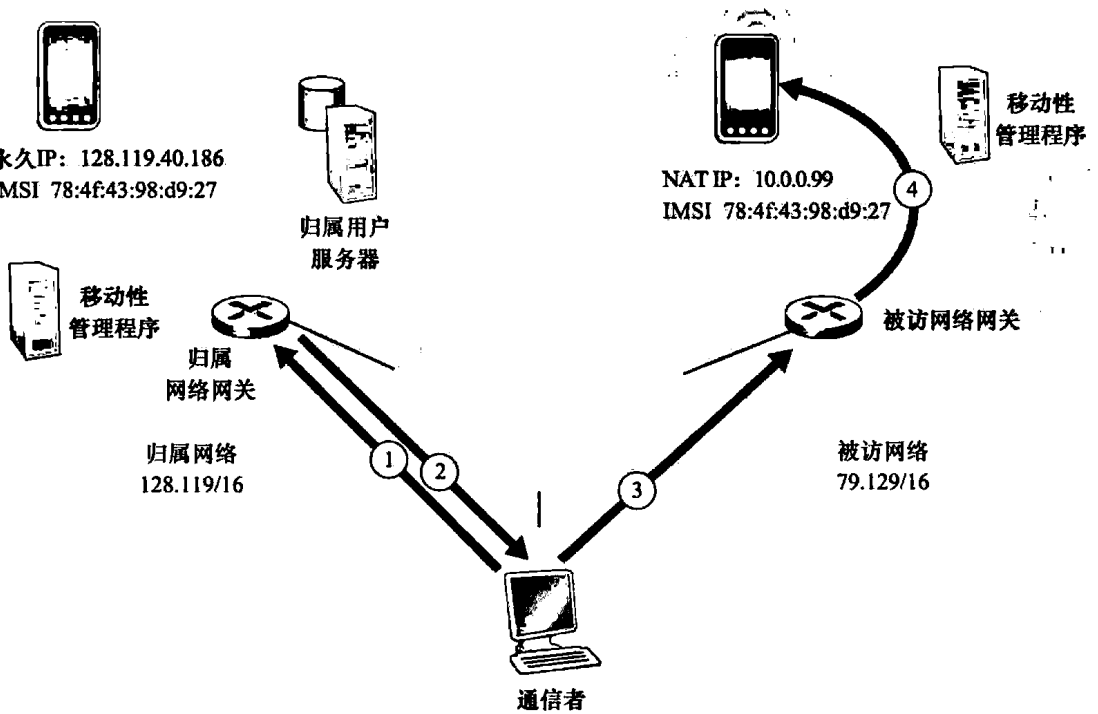 永久IP：128.119.40.186
IMSI 78:4f:43:98:d9:27
归属用户
服务器
移动性
管理程序
归属
网络网关
归属网络
128.119/16
NAT IP：10.0.0.99
IMSI 78:4f:43:98:d9:27
移动性
管理程序
被访网络网关
被访网络
79.129/16
1
2
3
4
通信者